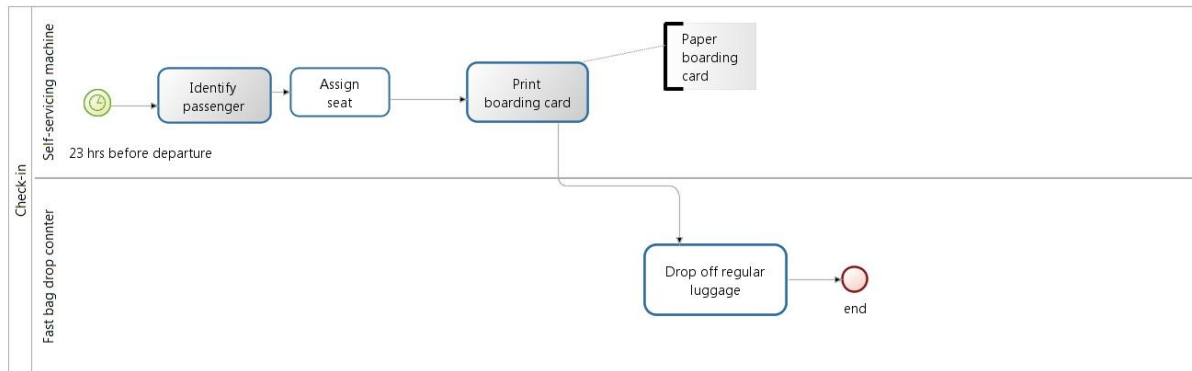 Check-in
Self-servicing machine
23 hrs before departure
Identify
passenger
Assign
seat
Print
boarding card
Paper
boarding
card
Fast bag drop connter
Drop off regular
luggage
end